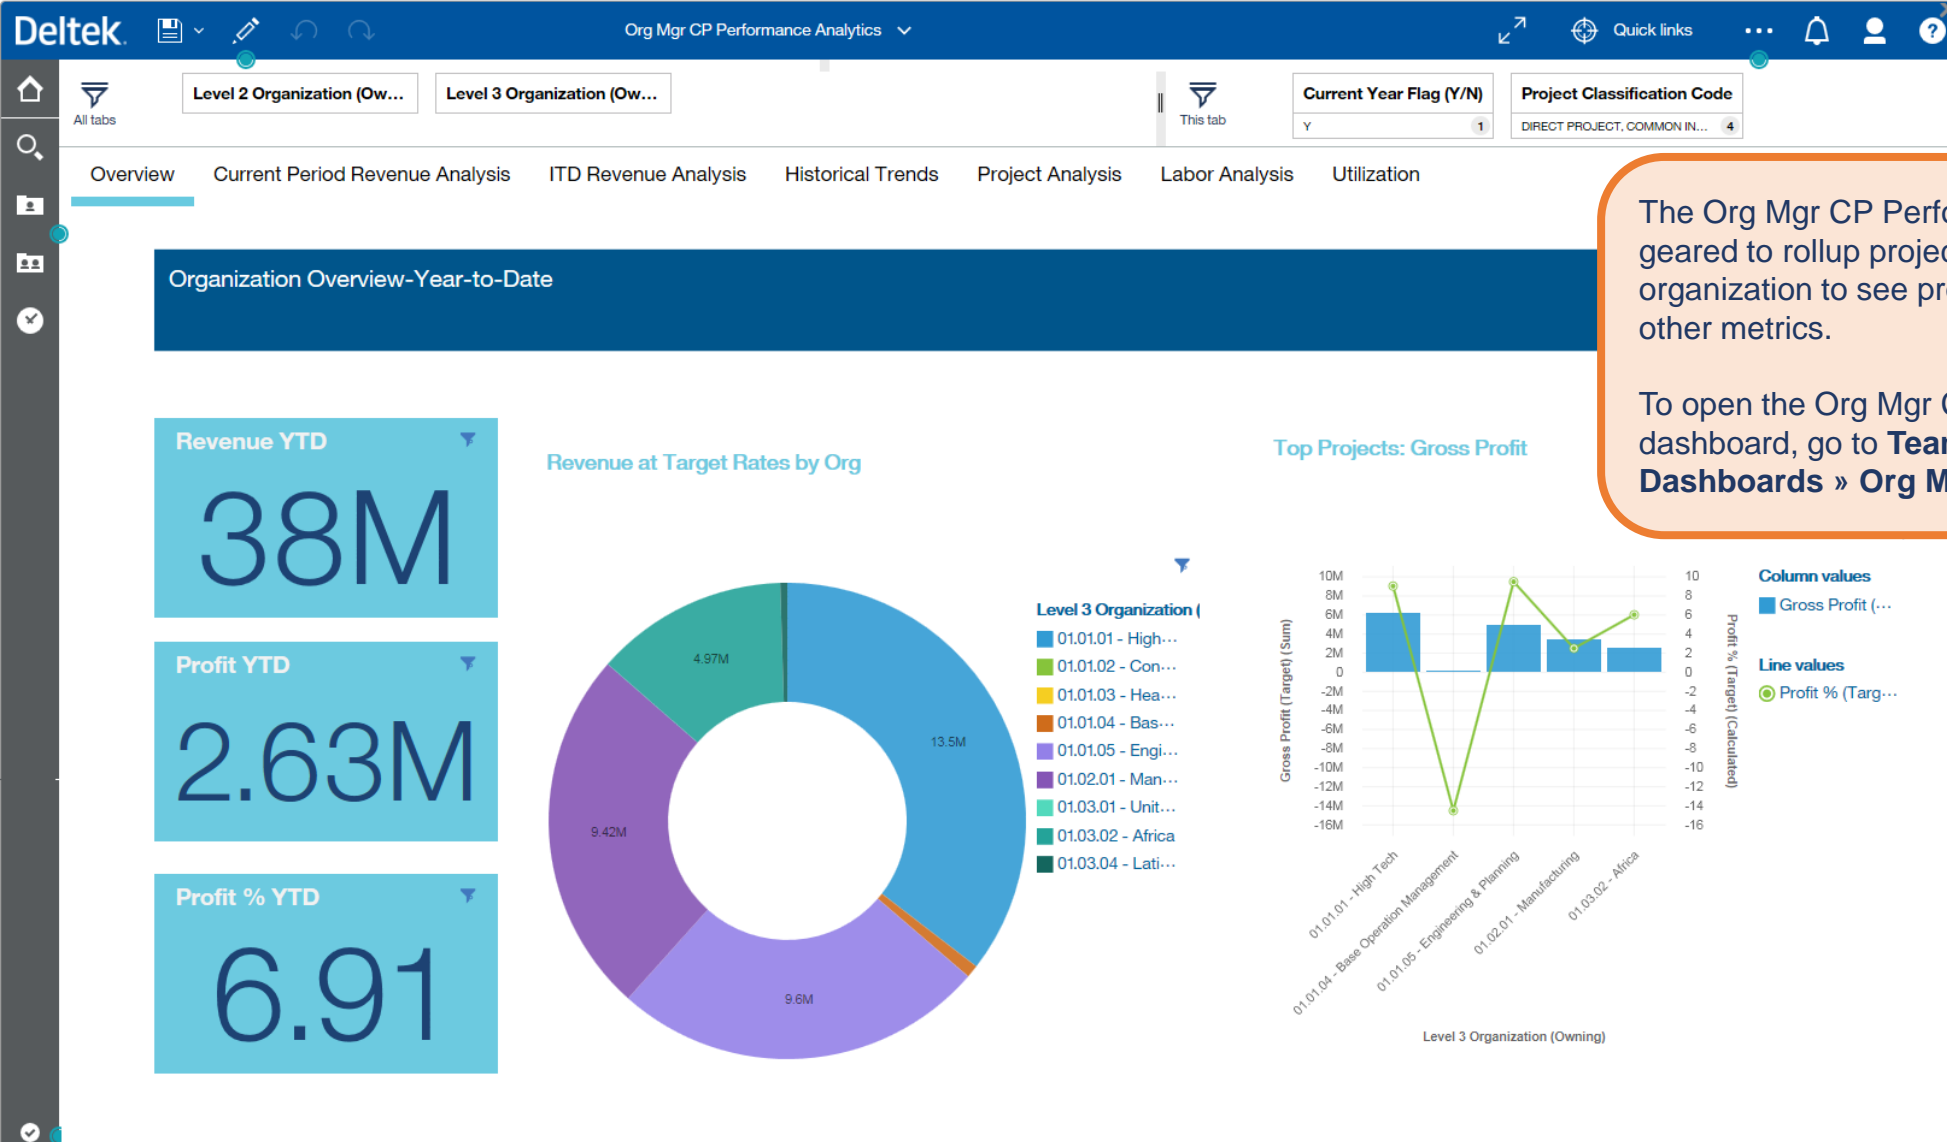 Deltek
Org Mgr CP Performance Analytics
Quick links
All tabs
Level 2 Organization (Ow...
Level 3 Organization (Ow...
This tab
Current Year Flag (Y/N)
Y
1
Project Classification Code
DIRECT PROJECT, COMMON IN...
4
Overview
Current Period Revenue Analysis
ITD Revenue Analysis
Historical Trends
Project Analysis
Labor Analysis
Utilization
The Org Mgr CP
geared to rollup
organization to see
other metrics.
To open the Org Mgr
dashboard, go to
Dashboards » Org
Organization Overview-Year-to-Date
Revenue YTD
38M
Profit YTD
2.63M
Profit % YTD
6.91
Revenue at Target Rates by Org
4.97M
13.5M
9.42M
9.6M
Level 3 Organization (
01.01.01 - High...
01.01.02 - Con...
01.01.03 - Hea...
01.01.04 - Bas...
01.01.05 - Engi...
01.02.01 - Man...
01.03.01 - Unit...
01.03.02 - Africa
01.03.04 - Lati...
Top Projects: Gross Profit
Gross Profit (Target) (Sum)
10M
8M
6M
4M
2M
0
-2M
-4M
-6M
-8M
-10M
-12M
-14M
-16M
10
8
6
4
2
0
-2
-4
-6
-8
-10
-12
-14
-16
Profit % (Target) (Calculated)
01.01.01 - High Tech
01.01.04 - Base Operation Management
01.01.05 - Engineering & Planning
01.02.01 - Manufacturing
01.03.02 - Africa
Level 3 Organization (Owning)
Column values
Gross Profit (...
Line values
Profit % (Targ...